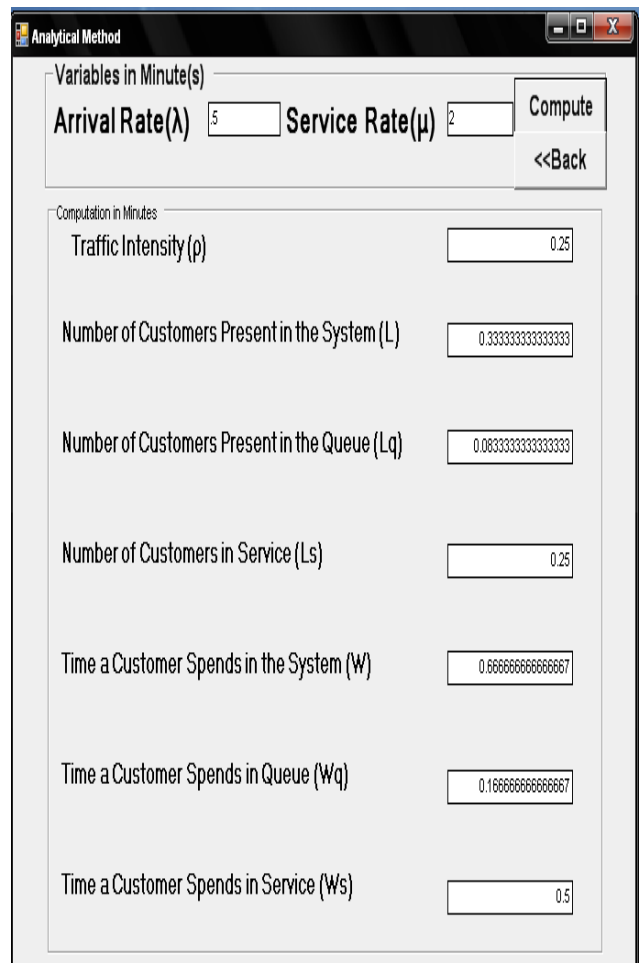 Analytical Method
Variables in Minute(s)
Arrival Rate(λ) .5 Service Rate(μ) 2 Compute
<<Back
Computation in Minutes
Traffic Intensity (ρ) 0.25
Number of Customers Present in the System (L) 0.333333333333333
Number of Customers Present in the Queue (Lq) 0.0833333333333333
Number of Customers in Service (Ls) 0.25
Time a Customer Spends in the System (W) 0.666666666666667
Time a Customer Spends in Queue (Wq) 0.166666666666667
Time a Customer Spends in Service (Ws) 0.5